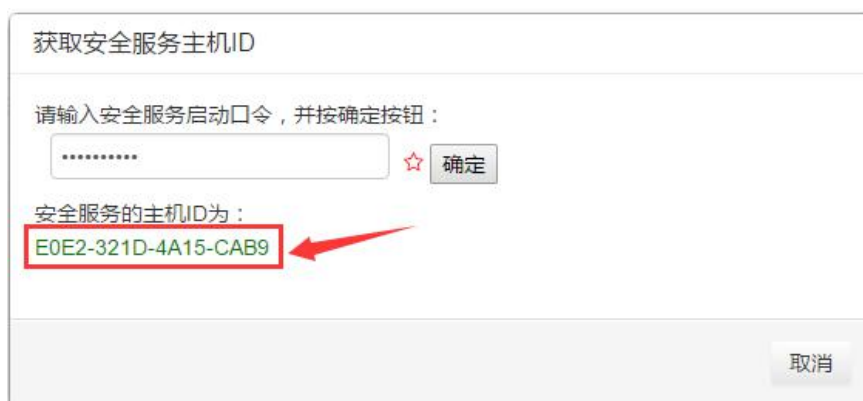 获取安全服务主机ID
请输入安全服务启动口令，并按确定按钮：
••••••••••
确定
安全服务的主机ID为：
E0E2-321D-4A15-CAB9
取消